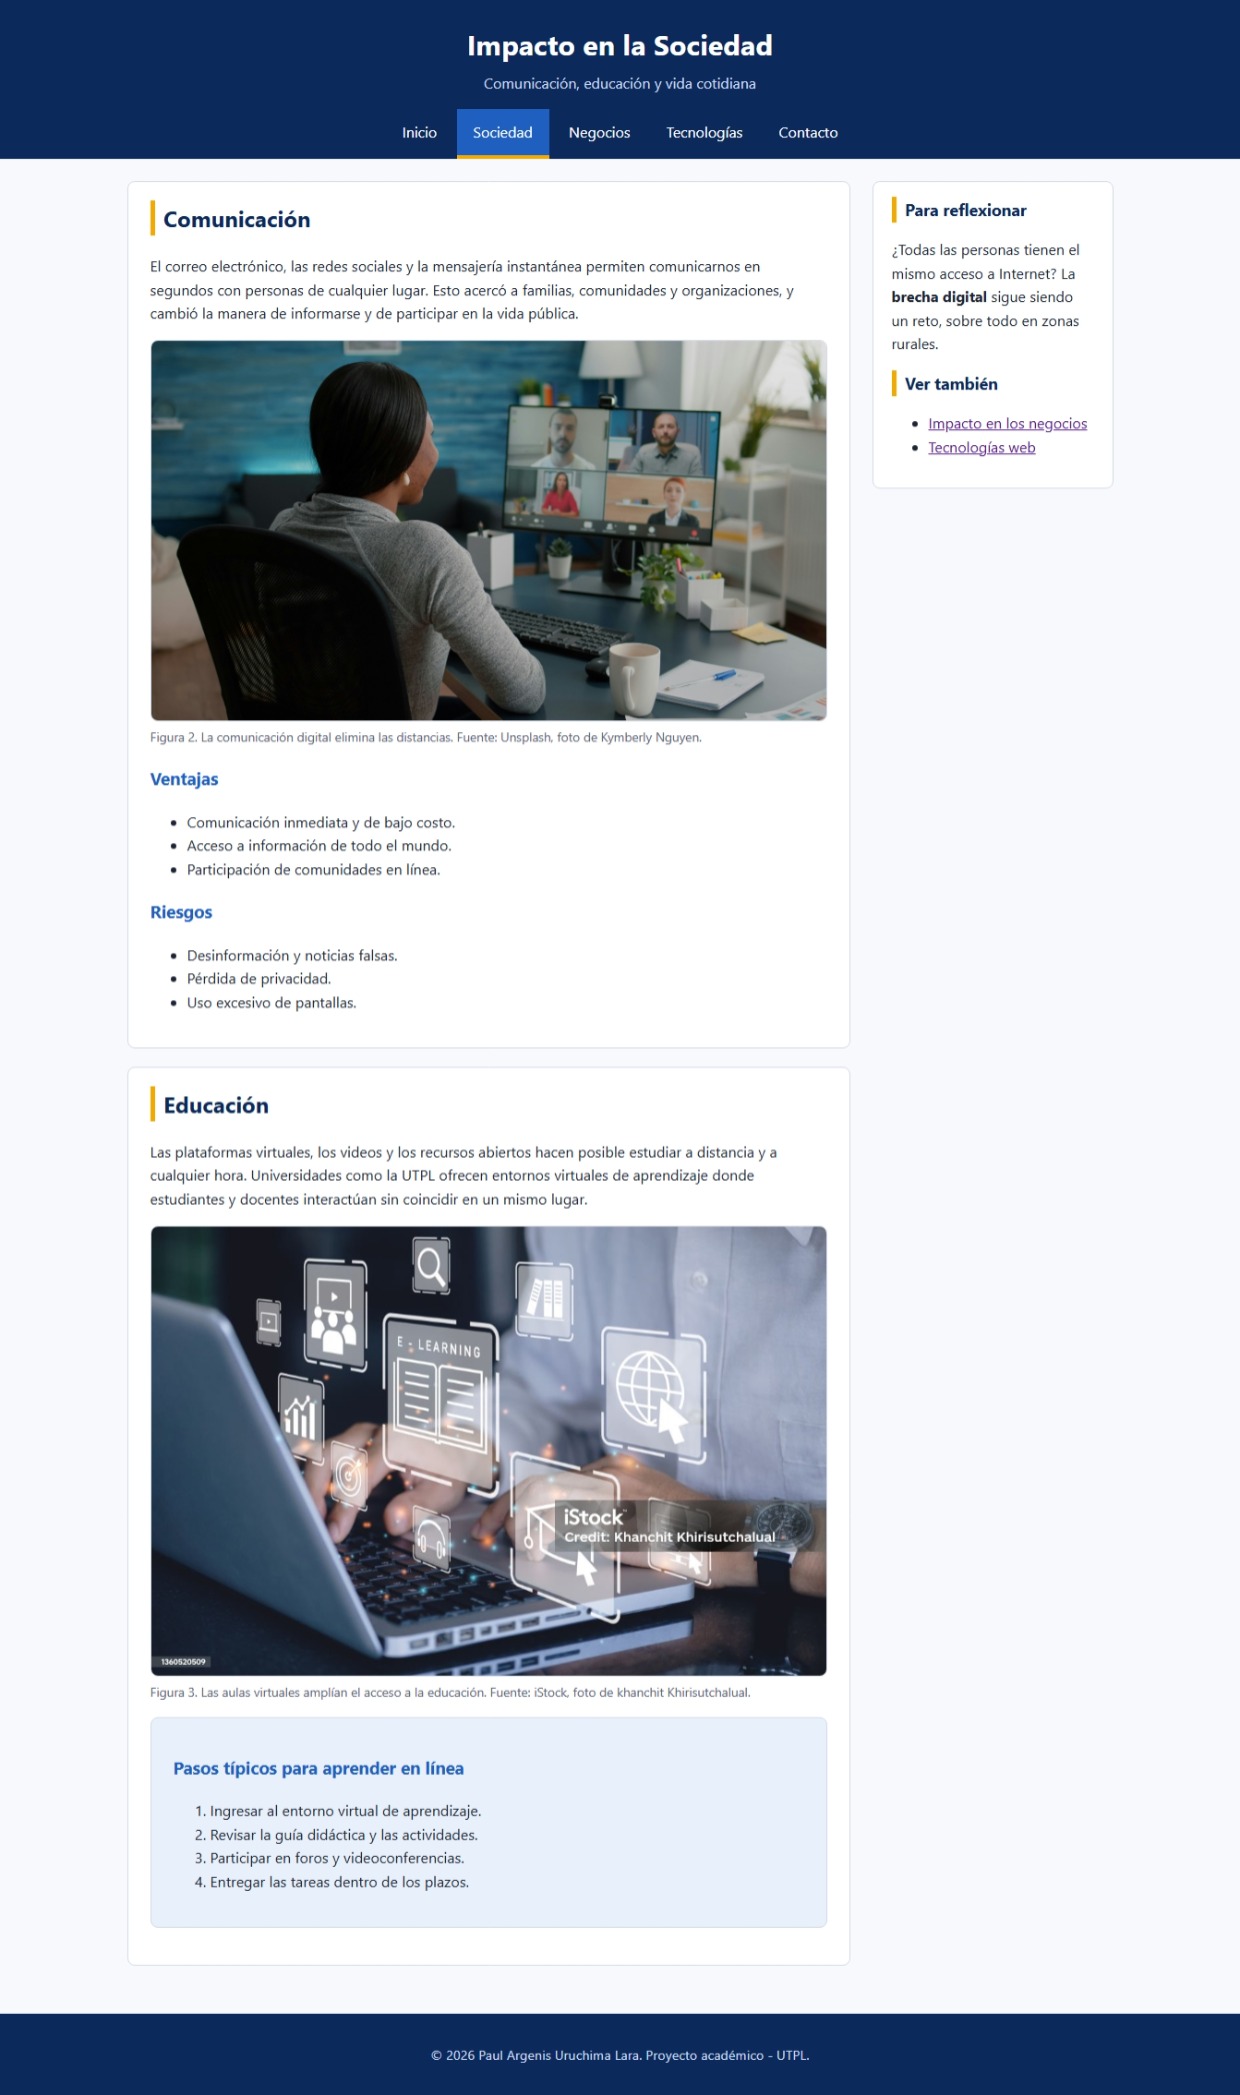 Impacto en la Sociedad
Comunicación, educación y vida cotidiana
Inicio Sociedad Negocios Tecnologías Contacto
Comunicación
El correo electrónico, las redes sociales y la mensajería instantánea permiten comunicarnos en
segundos con personas de cualquier lugar. Esto acercó a familias, comunidades y organizaciones, y
cambió la manera de informarse y de participar en la vida pública.
Figura 2. La comunicación digital elimina las distancias. Fuente: Unsplash, foto de Kymberly Nguyen.
Ventajas
Comunicación inmediata y de bajo costo.
Acceso a información de todo el mundo.
Participación de comunidades en línea.
Riesgos
Desinformación y noticias falsas.
Pérdida de privacidad.
Uso excesivo de pantallas.
Educación
Las plataformas virtuales, los videos y los recursos abiertos hacen posible estudiar a distancia y a
cualquier hora. Universidades como la UTPL ofrecen entornos virtuales de aprendizaje donde
estudiantes y docentes interactúan sin coincidir en un mismo lugar.
E - LEARNING
iStock
Credit: Khanchit Khirisutchalual
1360520509
Figura 3. Las aulas virtuales amplían el acceso a la educación. Fuente: iStock, foto de khanchit Khirisutchalual.
Pasos típicos para aprender en línea
1. Ingresar al entorno virtual de aprendizaje.
2. Revisar la guía didáctica y las actividades.
3. Participar en foros y videoconferencias.
4. Entregar las tareas dentro de los plazos.
Para reflexionar
¿Todas las personas tienen el
mismo acceso a Internet? La
brecha digital sigue siendo
un reto, sobre todo en zonas
rurales.
Ver también
Impacto en los negocios
Tecnologías web
© 2026 Paul Argenis Uruchima Lara. Proyecto académico - UTPL.